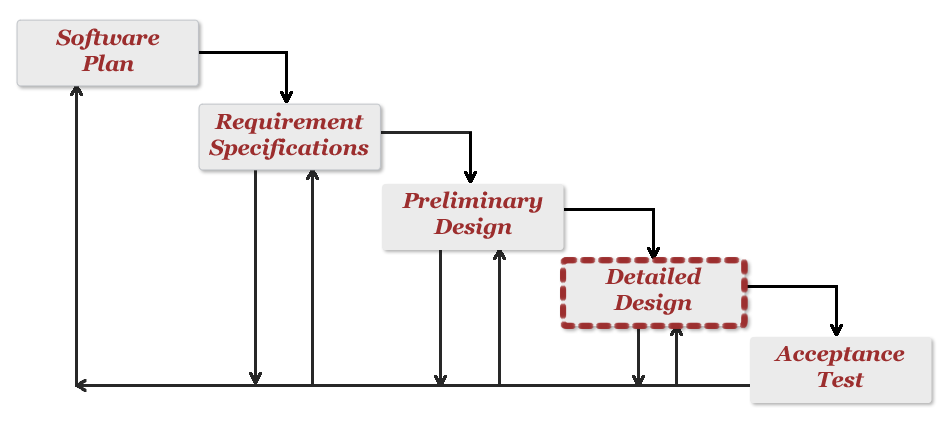 Software
Plan
Requirement
Specifications
Preliminary
Design
Detailed
Design
Acceptance
Test